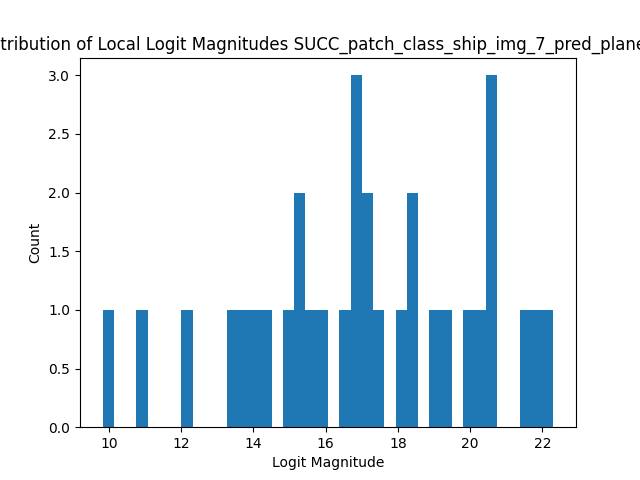 tribution of Local Logit Magnitudes SUCC_patch_class_ship_img_7_pred_plane
3.0
2.5
2.0
1.5
1.0
0.5
0.0
Count
10 12 14 16 18 20 22
Logit Magnitude